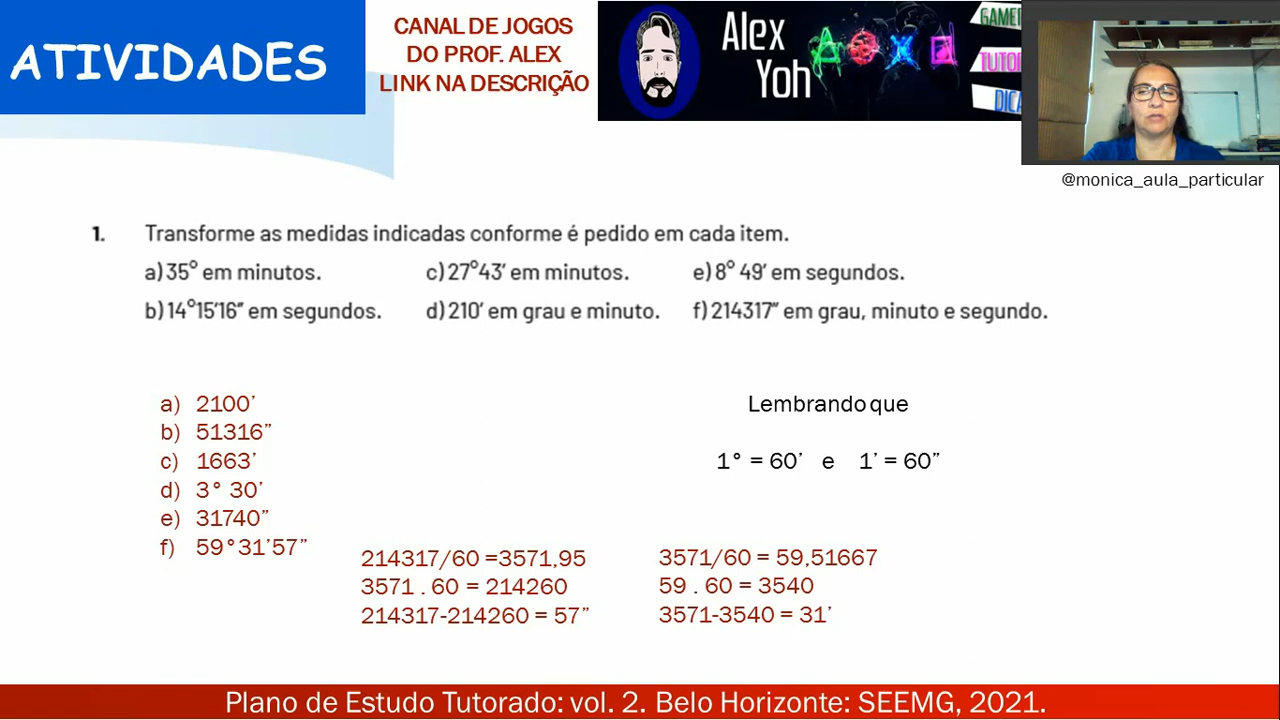 ATIVIDADES
CANAL DE JOGOS
DO PROF. ALEX
LINK NA DESCRIÇÃO
Alex
Yoh
GAME
TUTOR
DICA
@monica_aula_particular
1. Transforme as medidas indicadas conforme é pedido em cada item.
a) 35° em minutos. c) 27°43’ em minutos. e) 8° 49’ em segundos.
b) 14°15’16” em segundos. d) 210’ em grau e minuto. f) 214317” em grau, minuto e segundo.
a) 2100’
b) 51316”
c) 1663’
d) 3° 30’
e) 31740”
f) 59°31’57”
Lembrando que
1° = 60’ e 1’ = 60”
214317/60 =3571,95
3571 . 60 = 214260
214317-214260 = 57”
3571/60 = 59,51667
59 . 60 = 3540
3571-3540 = 31’
Plano de Estudo Tutorado: vol. 2. Belo Horizonte: SEEMG, 2021.